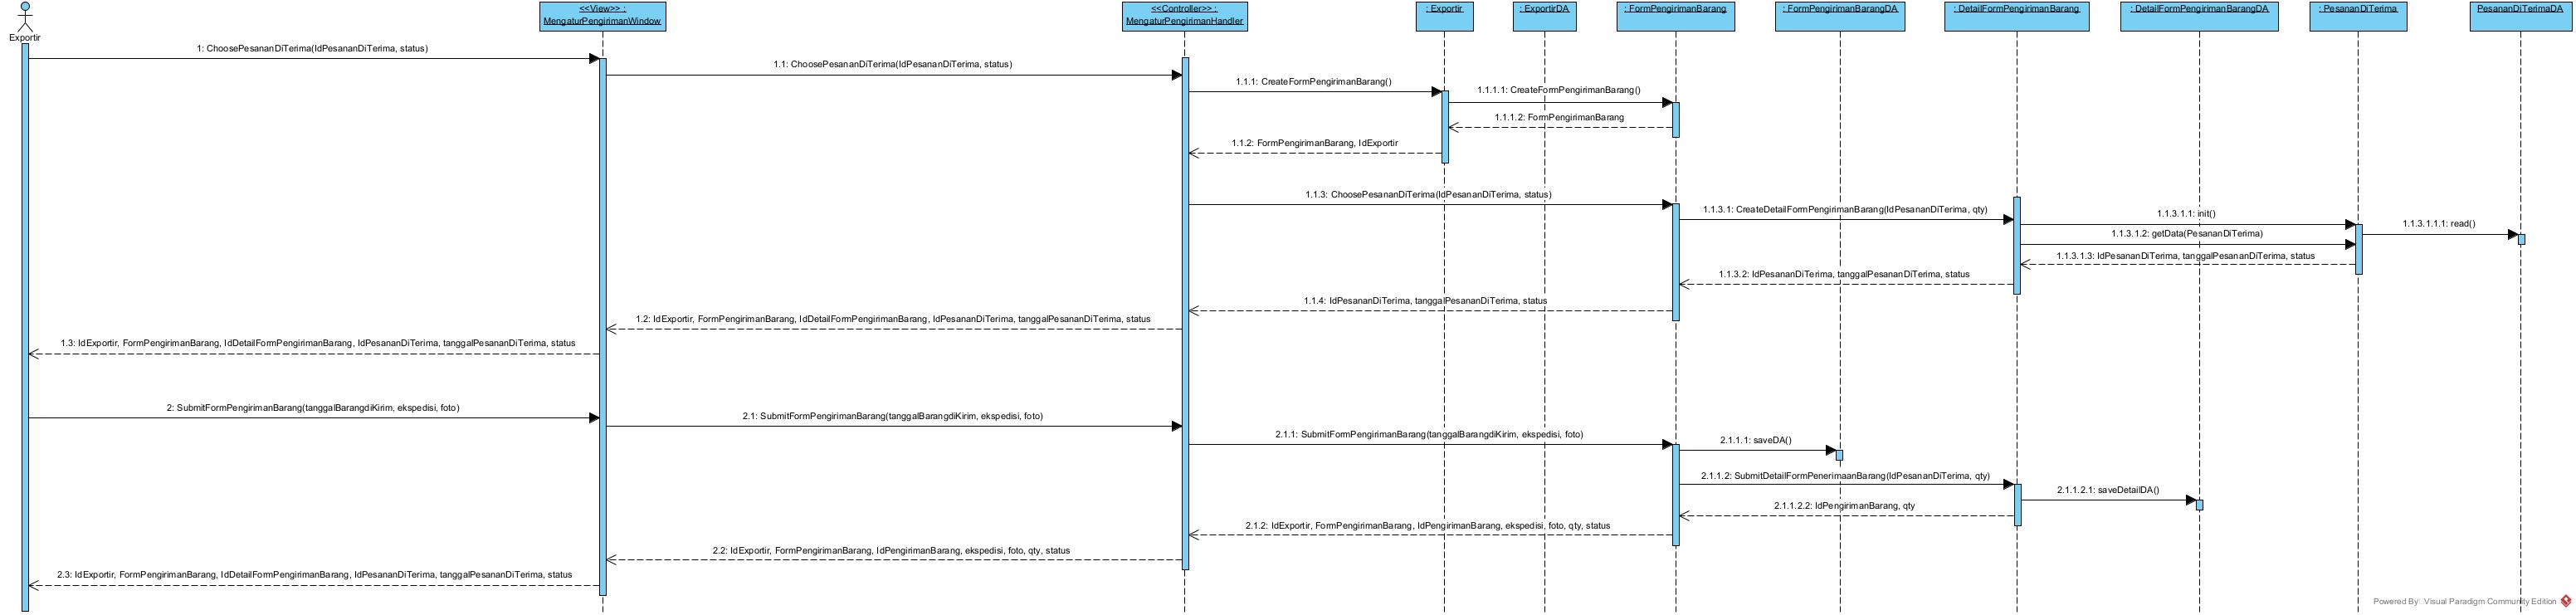 <<View>> :
MengaturPengirimanWindow
<<Controller>> :
MengaturPengirimanHandler
: Exportir
: ExportirDA
: FormPengirimanBarang
: FormPengirimanBarangDA
: DetailFormPengirimanBarang
: DetailFormPengirimanBarangDA
: PesananDiTerima
PesananDiTerimaDA
Exportir
1: ChoosePesananDiTerima(IdPesananDiTerima, status)
1.1: ChoosePesananDiTerima(IdPesananDiTerima, status)
1.1.1: CreateFormPengirimanBarang()
1.1.1.1: CreateFormPengirimanBarang()
1.1.1.2: FormPengirimanBarang
1.1.2: FormPengirimanBarang, IdExportir
1.1.3: ChoosePesananDiTerima(IdPesananDiTerima, status)
1.1.3.1: CreateDetailFormPengirimanBarang(IdPesananDiTerima, qty)
1.1.3.1.1: init()
1.1.3.1.1.1: read()
1.1.3.1.2: getData(PesananDiTerima)
1.1.3.1.3: IdPesananDiTerima, tanggalPesananDiTerima, status
1.1.3.2: IdPesananDiTerima, tanggalPesananDiTerima, status
1.1.4: IdPesananDiTerima, tanggalPesananDiTerima, status
1.2: IdExportir, FormPengirimanBarang, IdDetailFormPengirimanBarang, IdPesananDiTerima, tanggalPesananDiTerima, status
1.3: IdExportir, FormPengirimanBarang, IdDetailFormPengirimanBarang, IdPesananDiTerima, tanggalPesananDiTerima, status
2: SubmitFormPengirimanBarang(tanggalBarangdiKirim, ekspedisi, foto)
2.1: SubmitFormPengirimanBarang(tanggalBarangdiKirim, ekspedisi, foto)
2.1.1: SubmitFormPengirimanBarang(tanggalBarangdiKirim, ekspedisi, foto)
2.1.1.1: saveDA()
2.1.1.2: SubmitDetailFormPenerimaanBarang(IdPesananDiTerima, qty)
2.1.1.2.1: saveDetailDA()
2.1.1.2.2: IdPengirimanBarang, qty
2.1.2: IdExportir, FormPengirimanBarang, IdPengirimanBarang, ekspedisi, foto, qty, status
2.2: IdExportir, FormPengirimanBarang, IdPengirimanBarang, ekspedisi, foto, qty, status
2.3: IdExportir, FormPengirimanBarang, IdDetailFormPengirimanBarang, IdPesananDiTerima, tanggalPesananDiTerima, status
Powered By Visual Paradigm Community Edition